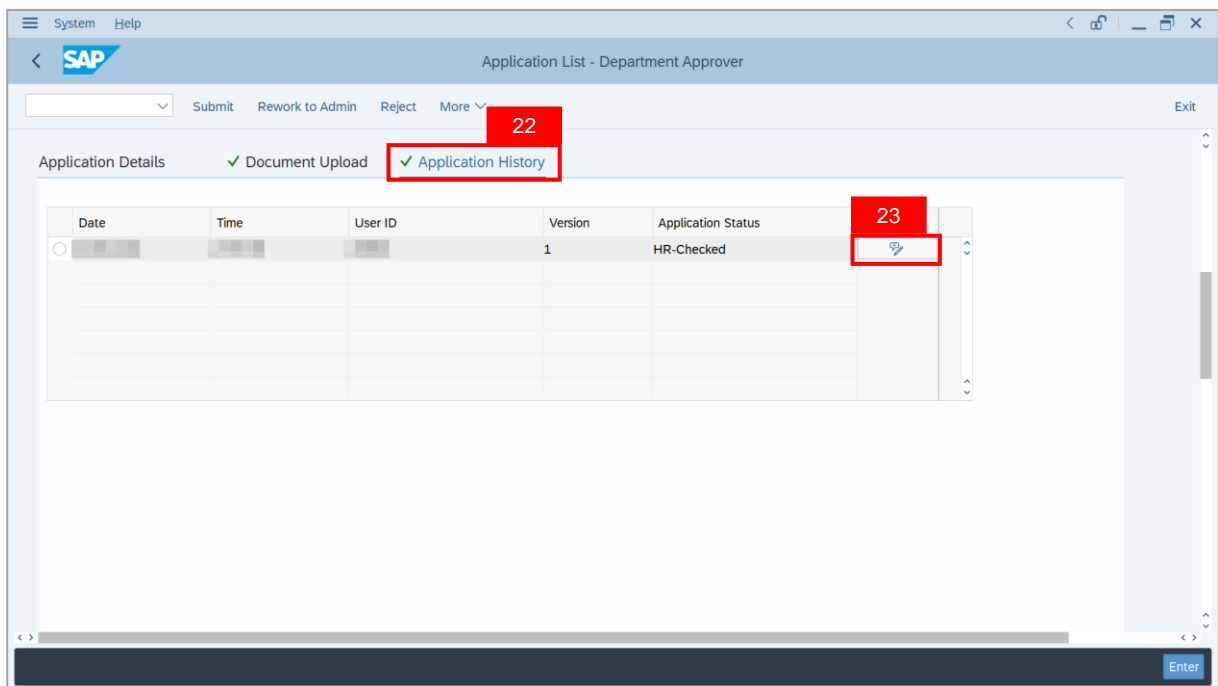 System Help
SAP
Application List - Department Approver
Submit Rework to Admin Reject More Exit
22
Application Details Document Upload Application History
23
Date Time User ID Version Application Status
1 HR-Checked
Enter